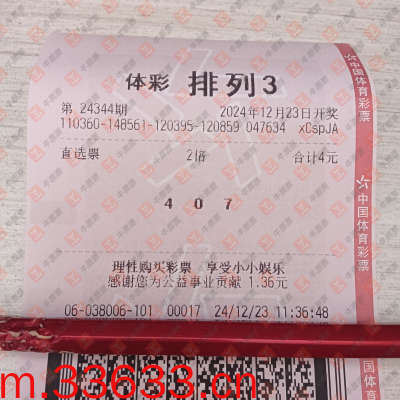 体彩 排列3
第 24344期 2024年12月23日开奖
110360-148561-120395-120859 047634 xCspJA
直选票 2倍 合计4元
4 0 7
理性购买彩票 享受小小娱乐
感谢您为公益事业贡献 1.36元
06-038006-101 00017 24/12/23 11:36:48
中国体育彩票
中国体育彩票
中国体育
m.33633.cn